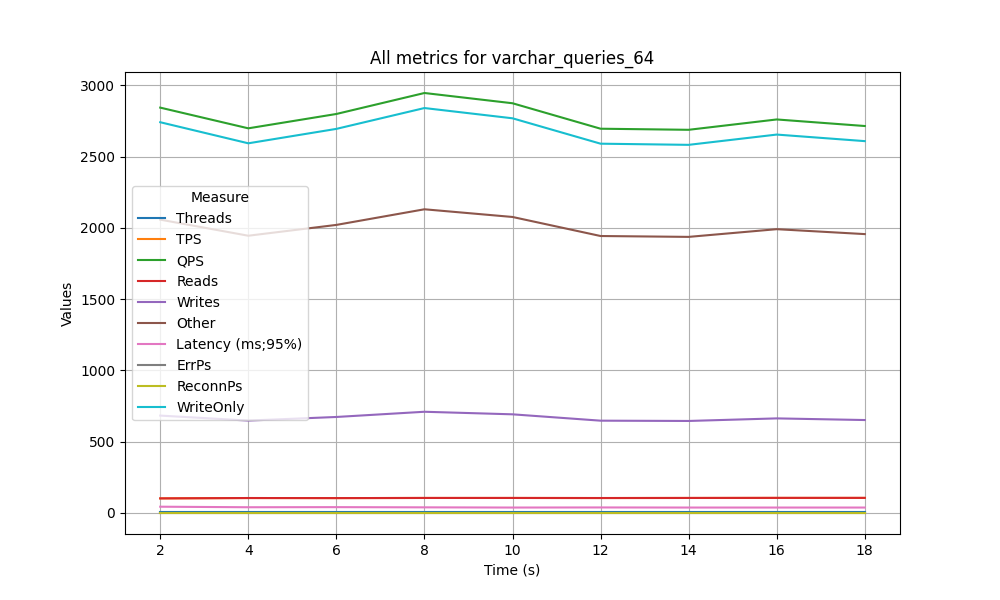 All metrics for varchar_queries_64
3000
2500
2000
1500
1000
500
0
Values
Measure
Threads
TPS
QPS
Reads
Writes
Other
Latency (ms;95%)
ErrPs
ReconnPs
WriteOnly
2 4 6 8 10 12 14 16 18
Time (s)